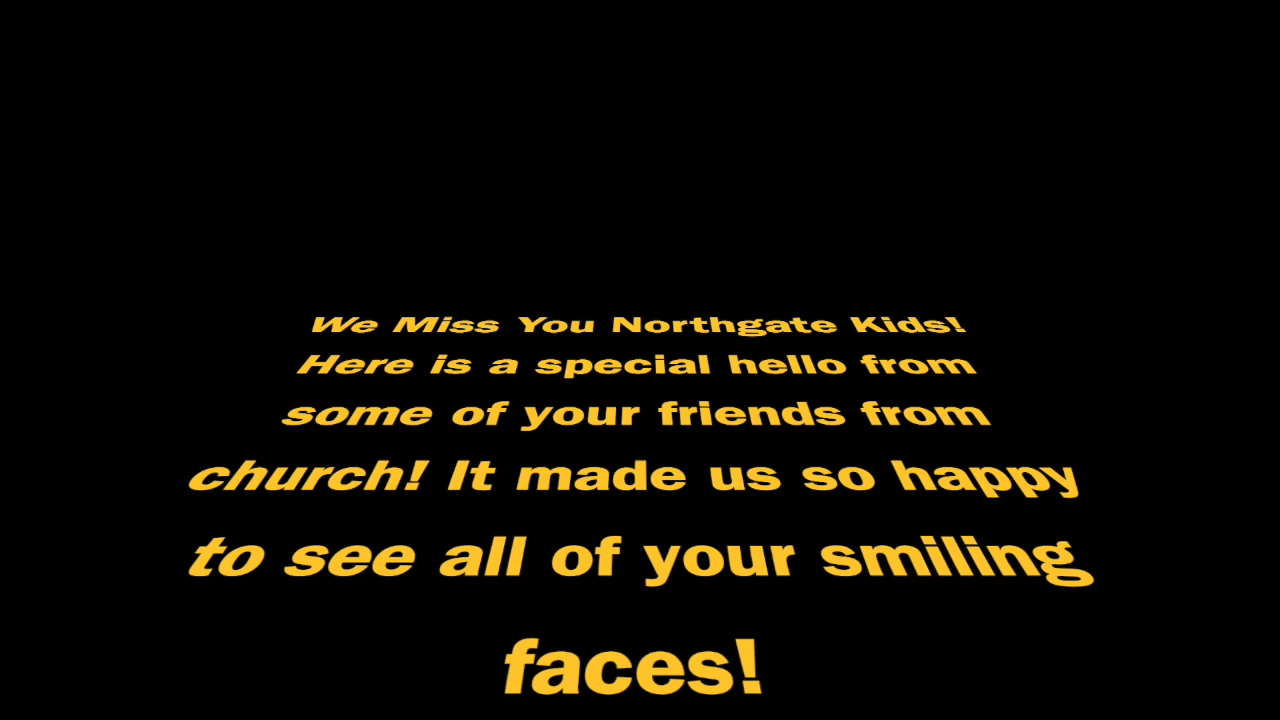 We Miss You Northgate Kids!
Here is a special hello from
some of your friends from
church! It made us so happy
to see all of your smiling
faces!